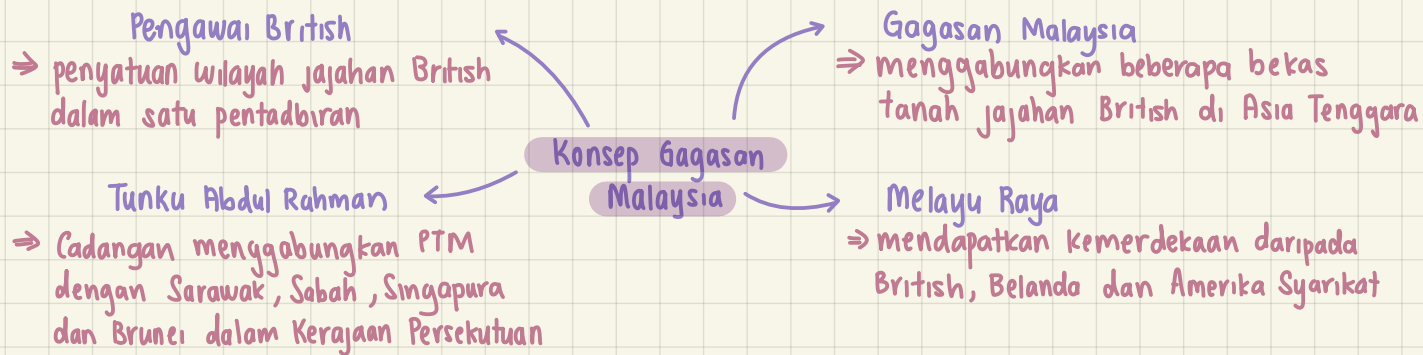 Pengawai British
⇒ penyatuan wilayah jajahan British
dalam satu pentadbiran
Gagasan Malaysia
⇒ menggabungkan beberapa bekas
tanah jajahan British di Asia Tenggara
Konsep Gagasan
Malaysia
Tunku Abdul Rahman
⇒ Cadangan menggabungkan PTM
dengan Sarawak, Sabah, Singapura
dan Brunei dalam Kerajaan Persekutuan
Melayu Raya
⇒ mendapatkan kemerdekaan daripada
British, Belanda dan Amerika Syarikat